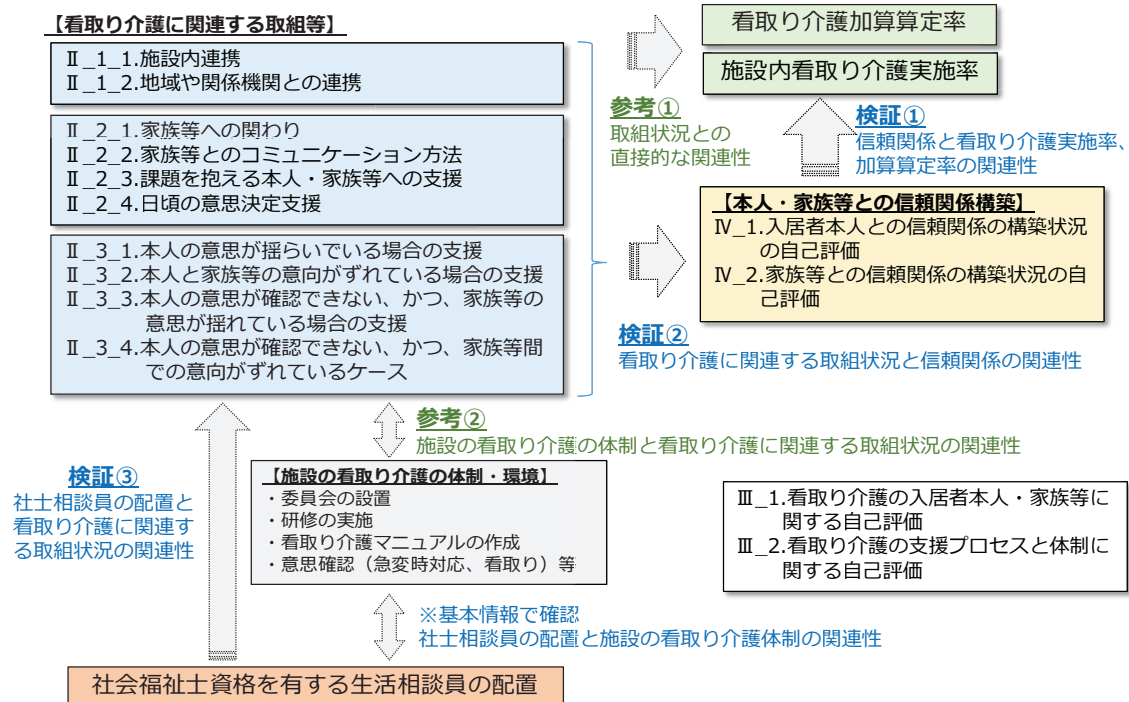 【看取り介護に関連する取組等】
Ⅱ_1_1.施設内連携
Ⅱ_1_2.地域や関係機関との連携
Ⅱ_2_1.家族等への関わり
Ⅱ_2_2.家族等とのコミュニケーション方法
Ⅱ_2_3.課題を抱える本人・家族等への支援
Ⅱ_2_4.日頃の意思決定支援
Ⅱ_3_1.本人の意思が揺らいでいる場合の支援
Ⅱ_3_2.本人と家族等の意向がずれている場合の支援
Ⅱ_3_3.本人の意思が確認できない、かつ、家族等の
意思が揺れている場合の支援
Ⅱ_3_4.本人の意思が確認できない、かつ、家族等間
での意向がずれているケース
看取り介護加算算定率
施設内看取り介護実施率
参考①
取組状況との
直接的な関連性
検証①
信頼関係と看取り介護実施率、
加算算定率の関連性
【本人・家族等との信頼関係構築】
Ⅳ_1.入居者本人との信頼関係の構築状況
の自己評価
Ⅳ_2.家族等との信頼関係の構築状況の自
己評価
検証②
看取り介護に関連する取組状況と信頼関係の関連性
参考②
施設の看取り介護の体制と看取り介護に関連する取組状況の関連性
検証③
社士相談員の配置と
看取り介護に関連す
る取組状況の関連性
【施設の看取り介護の体制・環境】
・委員会の設置
・研修の実施
・看取り介護マニュアルの作成
・意思確認（急変時対応、看取り）等
Ⅲ_1.看取り介護の入居者本人・家族等に
関する自己評価
Ⅲ_2.看取り介護の支援プロセスと体制に
関する自己評価
※基本情報で確認
社士相談員の配置と施設の看取り介護体制の関連性
社会福祉士資格を有する生活相談員の配置